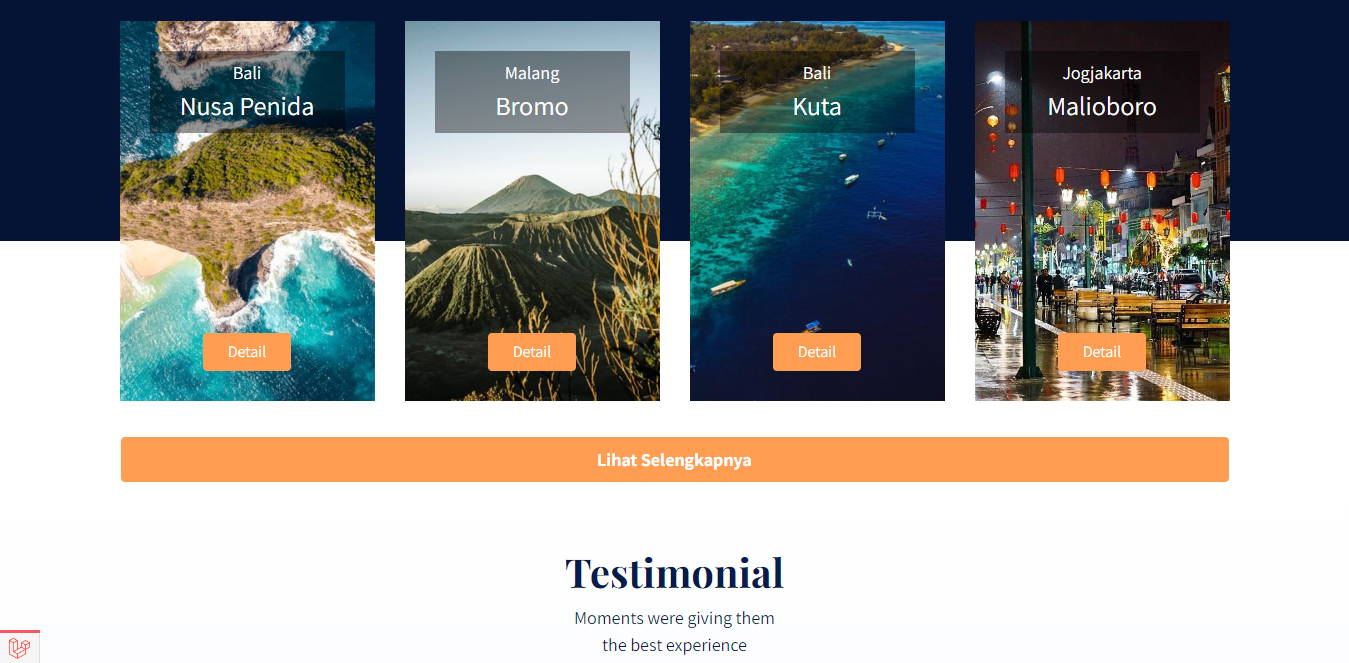 Bali
Nusa Penida
Detail
Malang
Bromo
Detail
Bali
Kuta
Detail
Jogjakarta
Malioboro
Detail
Lihat Selengkapnya
Testimonial
Moments were giving them
the best experience